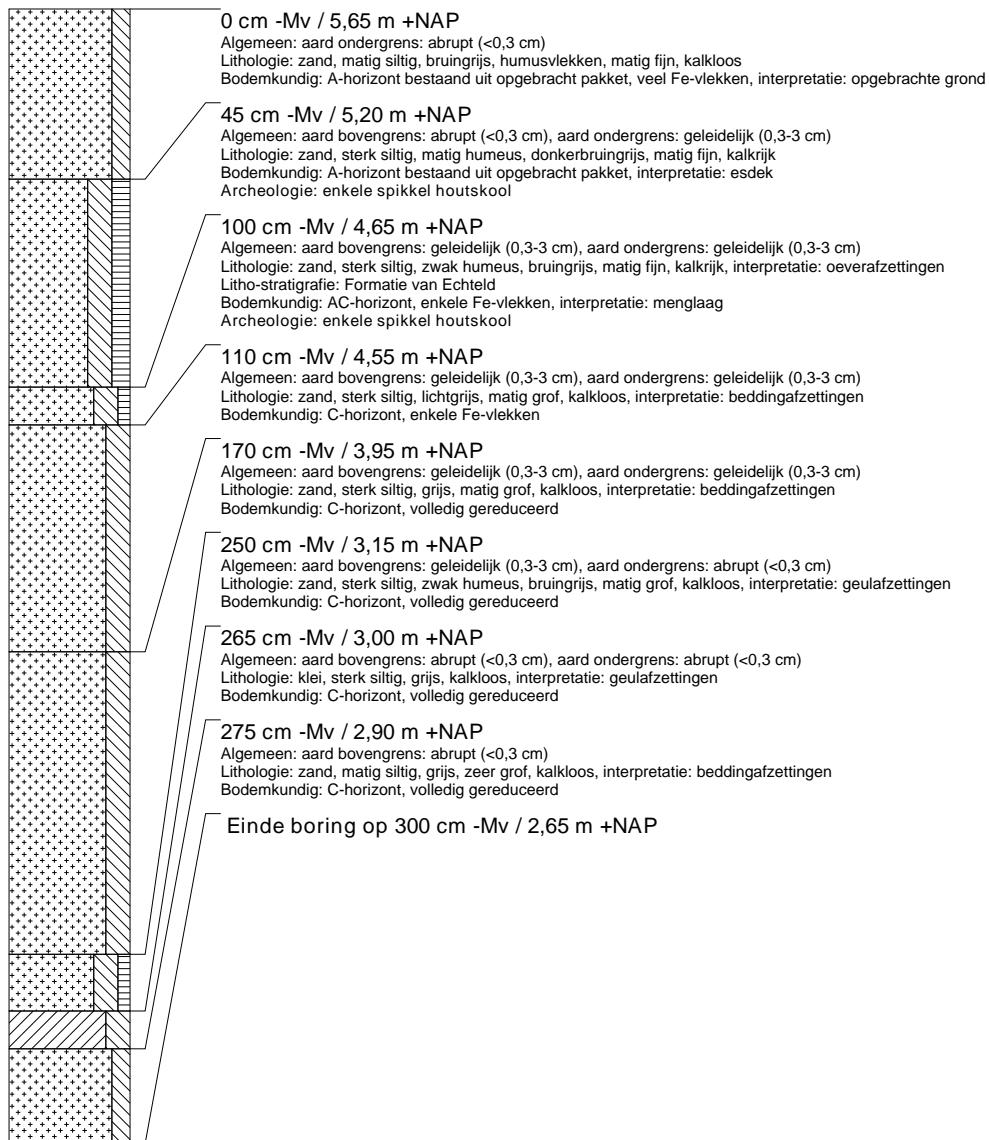 0 cm -Mv / 5,65 m +NAP
Algemeen: aard ondergrens: abrupt (<0,3 cm)
Lithologie: zand, matig siltig, bruingrijs, humusvlekken, matig fijn, kalkloos
Bodemkundig: A-horizont bestaand uit opgebracht pakket, veel Fe-vlekken, interpretatie: opgebrachte grond
45 cm -Mv / 5,20 m +NAP
Algemeen: aard bovengrens: abrupt (<0,3 cm), aard ondergrens: geleidelijk (0,3-3 cm)
Lithologie: zand, sterk siltig, matig humeus, donkerbruingrijs, matig fijn, kalkrijk
Bodemkundig: A-horizont bestaand uit opgebracht pakket, interpretatie: esdek
Archeologie: enkele spikkel houtskool
100 cm -Mv / 4,65 m +NAP
Algemeen: aard bovengrens: geleidelijk (0,3-3 cm), aard ondergrens: geleidelijk (0,3-3 cm)
Lithologie: zand, sterk siltig, zwak humeus, bruingrijs, matig fijn, kalkrijk, interpretatie: oeverafzettingen
Litho-stratigrafie: Formatie van Echteld
Bodemkundig: AC-horizont, enkele Fe-vlekken, interpretatie: menglaag
Archeologie: enkele spikkel houtskool
110 cm -Mv / 4,55 m +NAP
Algemeen: aard bovengrens: geleidelijk (0,3-3 cm), aard ondergrens: geleidelijk (0,3-3 cm)
Lithologie: zand, sterk siltig, lichtgrijs, matig grof, kalkloos, interpretatie: beddingafzettingen
Bodemkundig: C-horizont, enkele Fe-vlekken
170 cm -Mv / 3,95 m +NAP
Algemeen: aard bovengrens: geleidelijk (0,3-3 cm), aard ondergrens: geleidelijk (0,3-3 cm)
Lithologie: zand, sterk siltig, grijs, matig grof, kalkloos, interpretatie: beddingafzettingen
Bodemkundig: C-horizont, volledig gereduceerd
250 cm -Mv / 3,15 m +NAP
Algemeen: aard bovengrens: geleidelijk (0,3-3 cm), aard ondergrens: abrupt (<0,3 cm)
Lithologie: zand, sterk siltig, zwak humeus, bruingrijs, matig grof, kalkloos, interpretatie: geulafzettingen
Bodemkundig: C-horizont, volledig gereduceerd
265 cm -Mv / 3,00 m +NAP
Algemeen: aard bovengrens: abrupt (<0,3 cm), aard ondergrens: abrupt (<0,3 cm)
Lithologie: klei, sterk siltig, grijs, kalkloos, interpretatie: geulafzettingen
Bodemkundig: C-horizont, volledig gereduceerd
275 cm -Mv / 2,90 m +NAP
Algemeen: aard bovengrens: abrupt (<0,3 cm)
Lithologie: zand, matig siltig, grijs, zeer grof, kalkloos, interpretatie: beddingafzettingen
Bodemkundig: C-horizont, volledig gereduceerd
Einde boring op 300 cm -Mv / 2,65 m +NAP